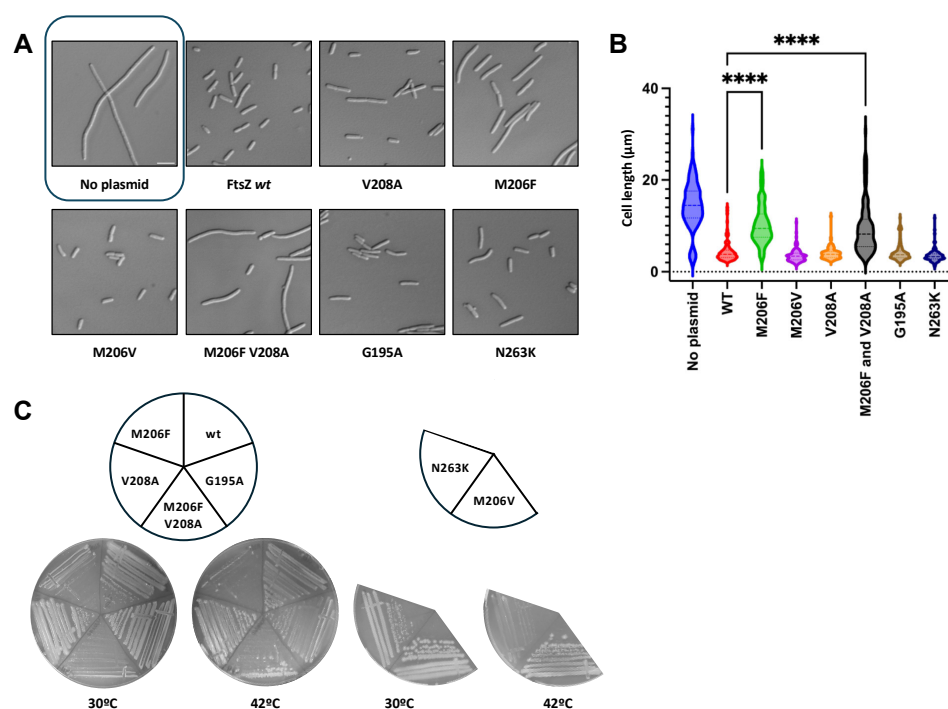 A
No plasmid
FtsZ wt
V208A
M206F
M206V
M206F V208A
G195A
N263K
B
****
****
Cell length (µm)
40
20
0
No plasmid
WT
M206F
M206V
V208A
M206F and V208A
G195A
N263K
C
M206F
wt
V208A
G195A
M206F
V208A
N263K
M206V
30ºC
42ºC
30ºC
42ºC